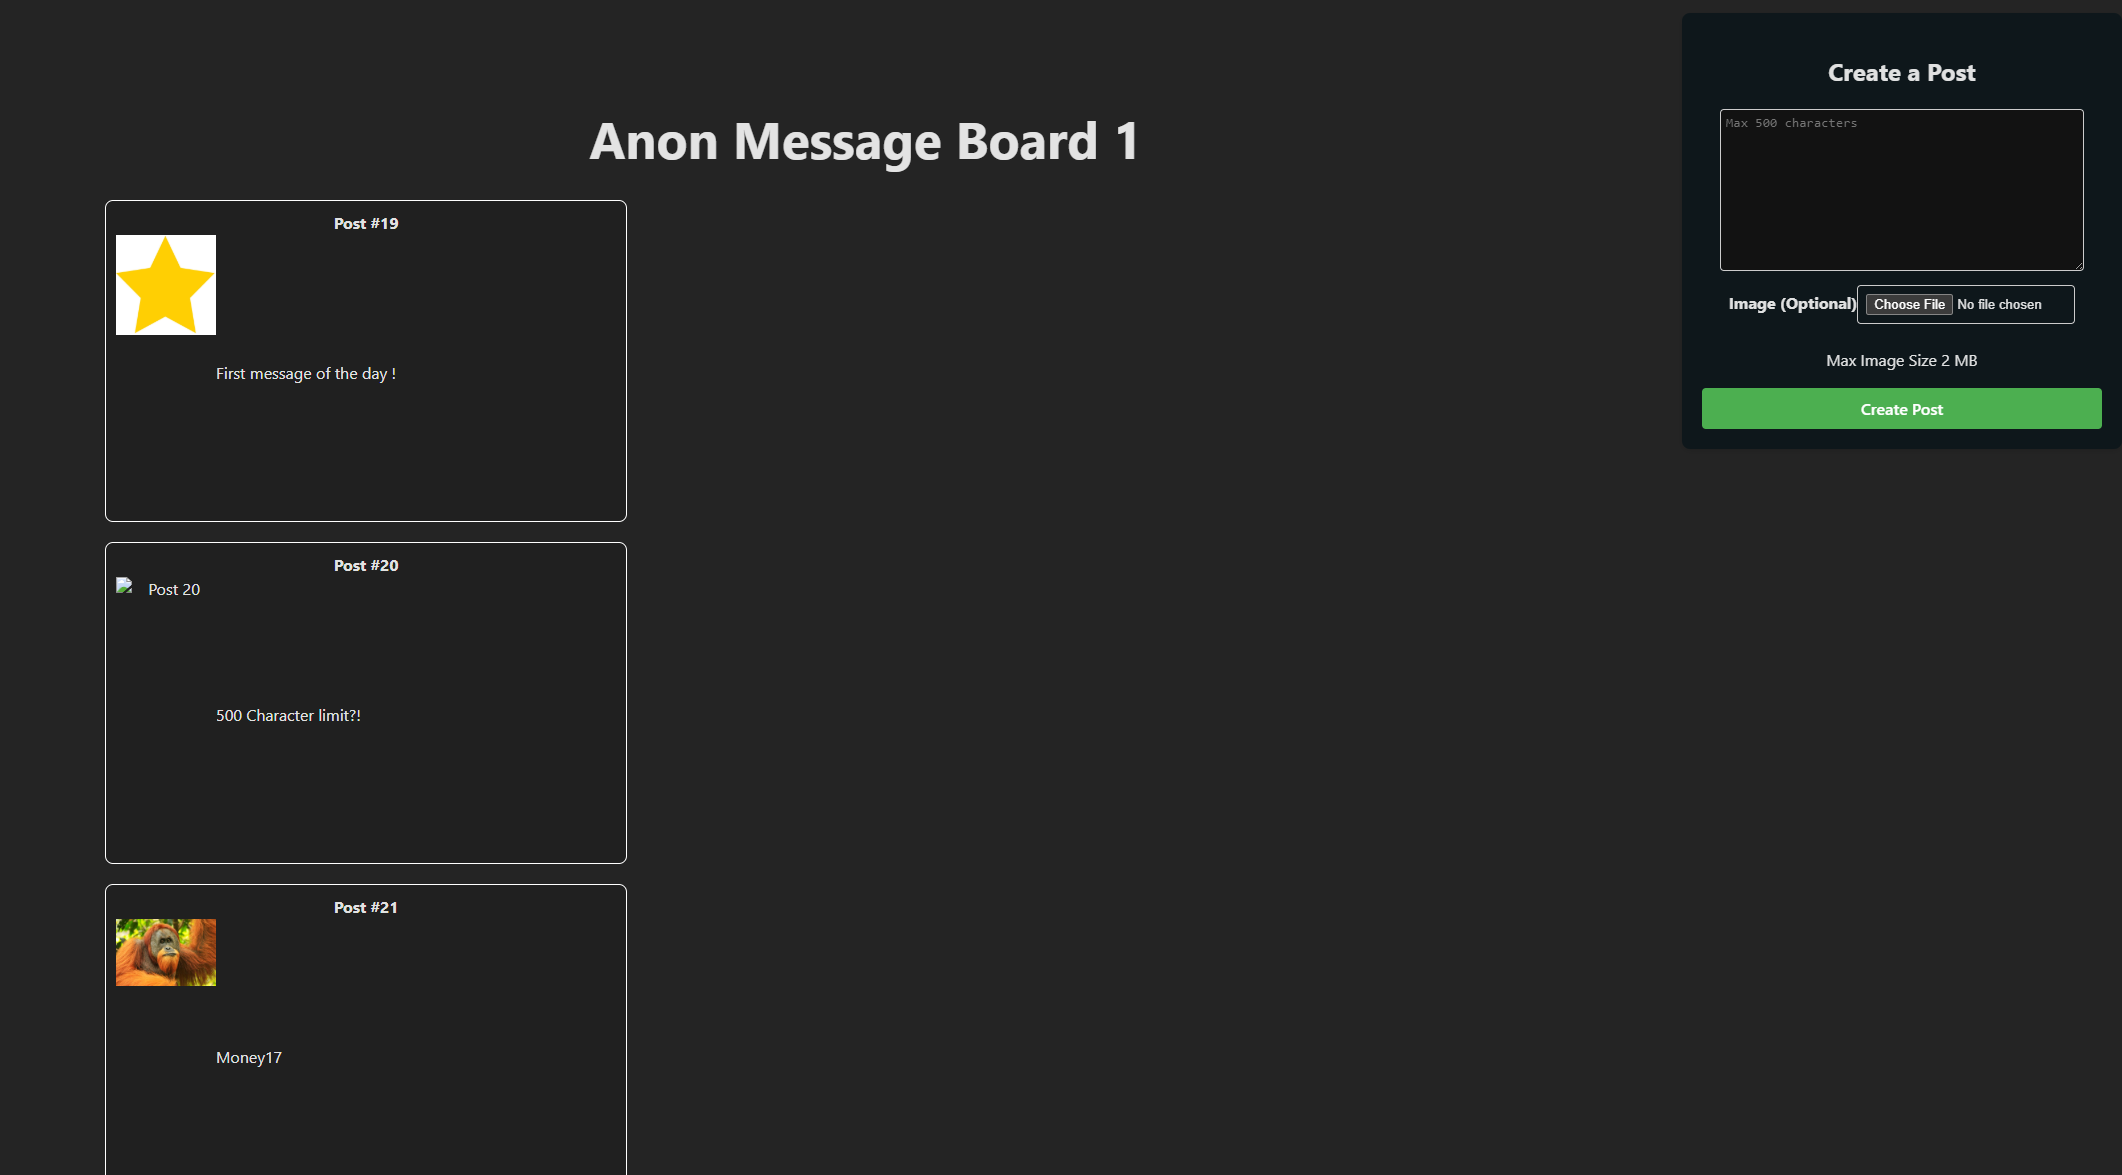 Anon Message Board 1
Post #19
First message of the day !
Post #20
Post 20
500 Character limit?!
Post #21
Money17
Create a Post
Max 500 characters
Image (Optional) Choose File No file chosen
Max Image Size 2 MB
Create Post